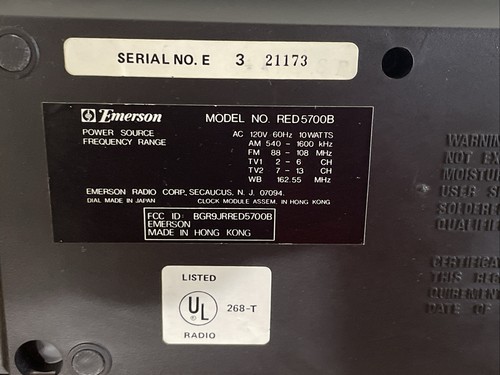 SERIAL NO. E 3 21173
Emerson MODEL NO. RED5700B
POWER SOURCE AC 120V 60Hz 10WATTS
FREQUENCY RANGE AM 540 – 1600 kHz
FM 88 – 108 MHz
TV1 2 – 6 CH
TV2 7 – 13 CH
WB 162.55 MHz
EMERSON RADIO CORP., SECAUCUS, N. J. 07094.
DIAL MADE IN JAPAN CLOCK MODULE ASSEM. IN HONG KONG
FCC ID: BGR9JRRED5700B
EMERSON
MADE IN HONG KONG
LISTED
UL 268-T
RADIO
WARNIN
NOT EX
MOISTU
USER S
SOLDER
QUALIFI
CERTIFICAT
THIS REC
QUIREMENT
DATE OF